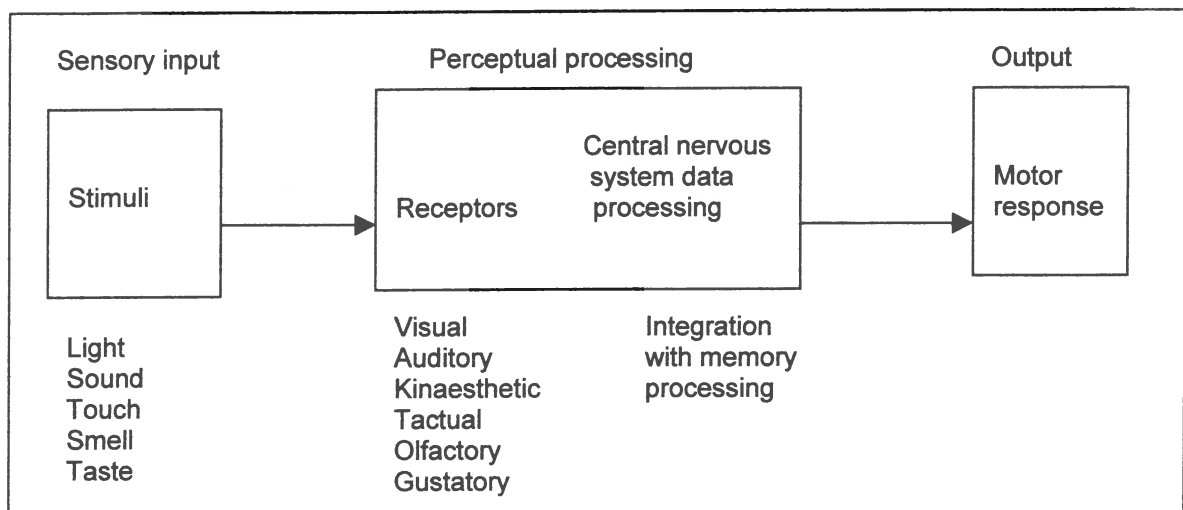 Sensory input
Perceptual processing
Output
Stimuli
Receptors
Central nervous
system data
processing
Motor
response
Light
Sound
Touch
Smell
Taste
Visual
Auditory
Kinaesthetic
Tactual
Olfactory
Gustatory
Integration
with memory
processing